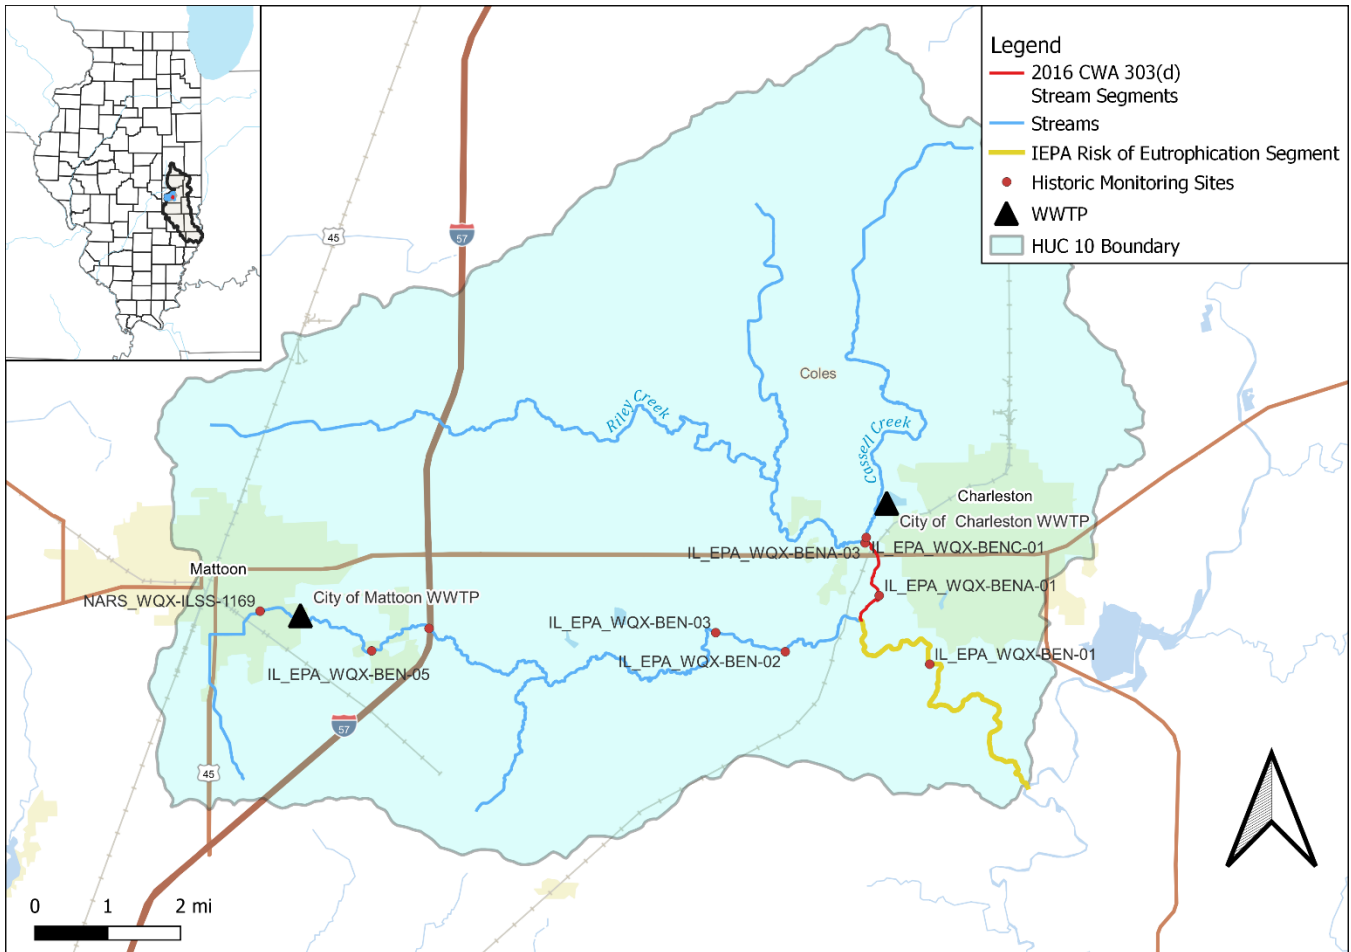 Legend
2016 CWA 303(d)
Stream Segments
Streams
IEPA Risk of Eutrophication Segment
Historic Monitoring Sites
WWTP
HUC 10 Boundary
45
57
Coles
Riley Creek
Cassell Creek
Charleston
City of Charleston WWTP
IL_EPA_WQX-BENA-03
IL_EPA_WQX-BENC-01
Mattoon
IL_EPA_WQX-BENA-01
City of Mattoon WWTP
NARS_WQX-ILSS-1169
IL_EPA_WQX-BEN-03
IL_EPA_WQX-BEN-01
IL_EPA_WQX-BEN-02
IL_EPA_WQX-BEN-05
57
45
0 1 2 mi